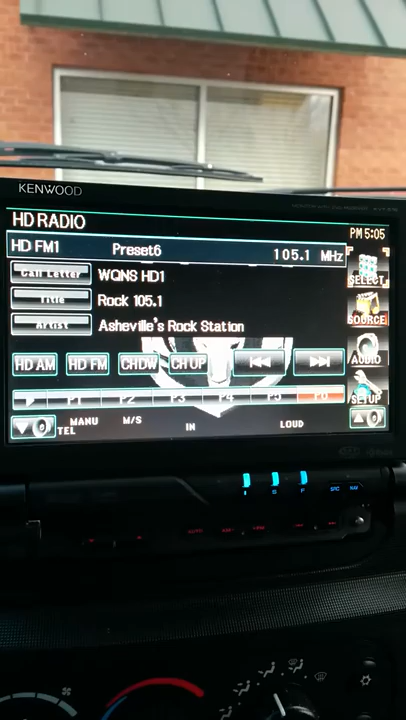 KENWOOD
HD RADIO
PM 5:05
HD FM1 Preset6 105.1 MHz
Call Letter WQNS HD1
SELECT
Title Rock 105.1
SOURCE
Artist Asheville's Rock Station
HD AM HD FM CH DW CH UP
AUDIO
P1 P2 P3 P4 P5 P6
SETUP
TEL MANU M/S IN LOUD
SRC NAV